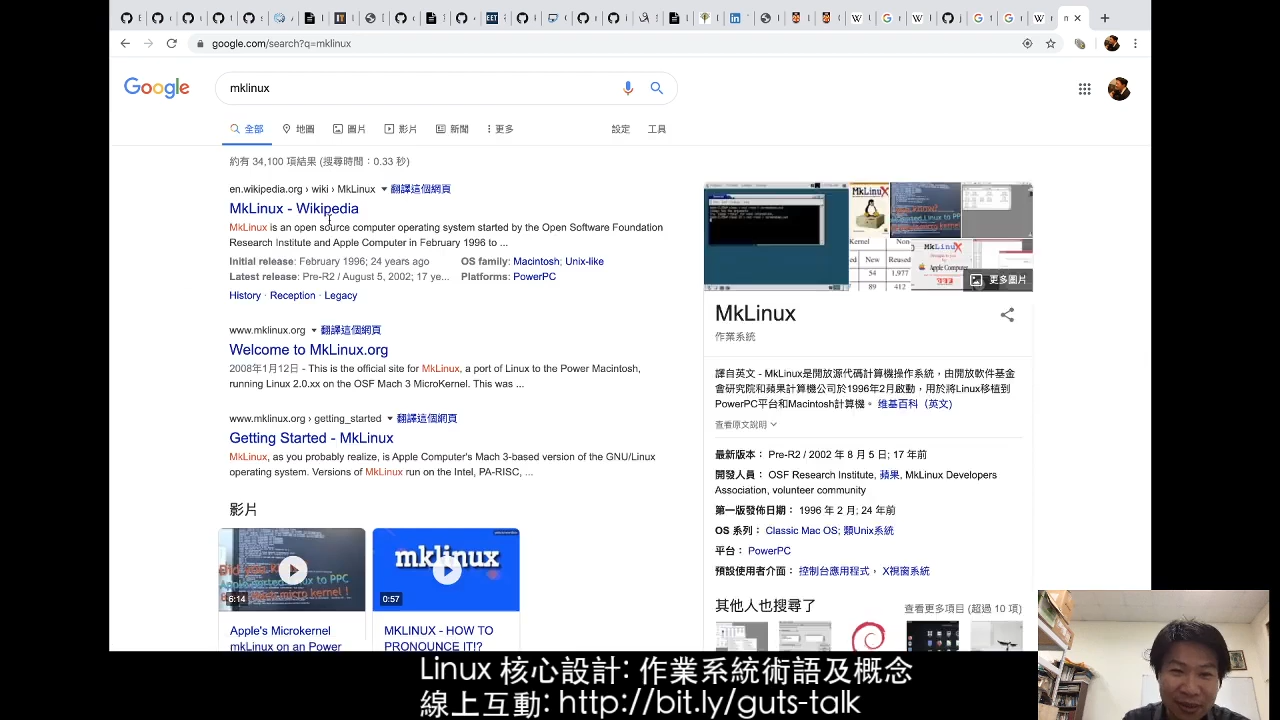 google.com/search?q=mklinux
Google
mklinux
全部
地圖
圖片
影片
新聞
更多
設定
工具
約有 34,100 項結果 (搜尋時間：0.33 秒)
en.wikipedia.org › wiki › MkLinux 翻譯這個網頁
MkLinux - Wikipedia
MkLinux is an open-source computer operating system started by the Open Software Foundation
Research Institute and Apple Computer in February 1996 to ...
Initial release: February 1996; 24 years ago OS family: Macintosh; Unix-like
Latest release: Pre-R2 / August 5, 2002; 17 ye... Platforms: PowerPC
History · Reception · Legacy
www.mklinux.org 翻譯這個網頁
Welcome to MkLinux.org
2008年1月12日 - This is the official site for MkLinux, a port of Linux to the Power Macintosh,
running Linux 2.0.xx on the OSF Mach 3 MicroKernel. This was ...
www.mklinux.org › getting_started 翻譯這個網頁
Getting Started - MkLinux
MkLinux, as you probably realize, is Apple Computer's Mach 3-based version of the GNU/Linux
operating system. Versions of MkLinux run on the Intel, PA-RISC, ...
影片
6:14
mklinux
0:57
Apple's Microkernel
mkLinux on an Power
MKLINUX - HOW TO
PRONOUNCE IT!?
MkLinux
Kernel
New
Reused
54
1,977
89
412
MkLinux
Apple Computer
更多圖片
MkLinux
作業系統
譯自英文 - MkLinux是開放源代碼計算機操作系統，由開放軟件基金
會研究院和蘋果計算機公司於1996年2月啟動，用於將Linux移植到
PowerPC平台和Macintosh計算機。 维基百科（英文）
查看原文說明
最新版本： Pre-R2 / 2002 年 8 月 5 日; 17 年前
開發人員： OSF Research Institute, 蘋果, MkLinux Developers
Association, volunteer community
第一版發佈日期： 1996 年 2 月; 24 年前
OS 系列： Classic Mac OS; 類Unix系統
平台： PowerPC
預設使用者介面： 控制台應用程式， X視窗系統
其他人也搜尋了
查看更多項目 (超過 10 項)
Linux 核心設計: 作業系統術語及概念
線上互動: http://bit.ly/guts-talk